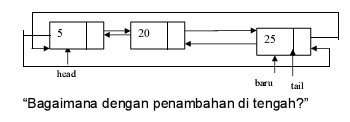 5
20
25
head
baru
tail
“Bagaimana dengan penambahan di tengah?”